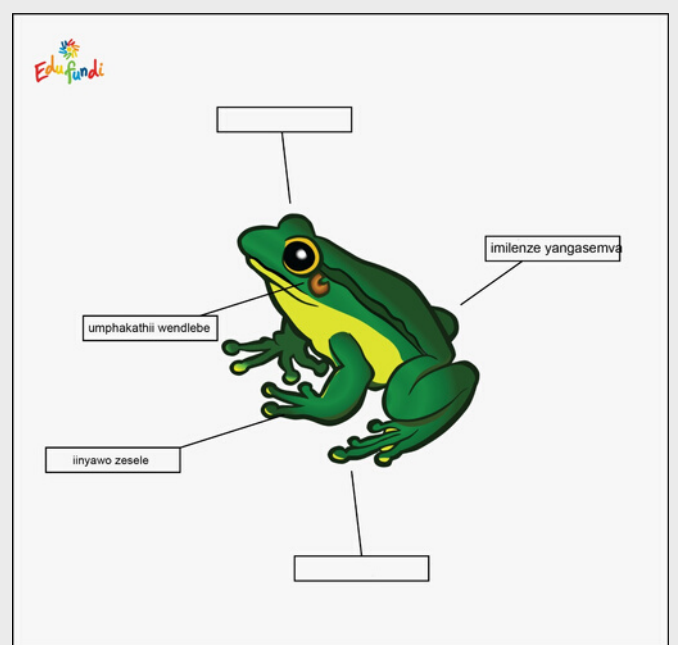 Edufundi
imilenze yangasemva
umphakathii wendlebe
iinyawo zesele